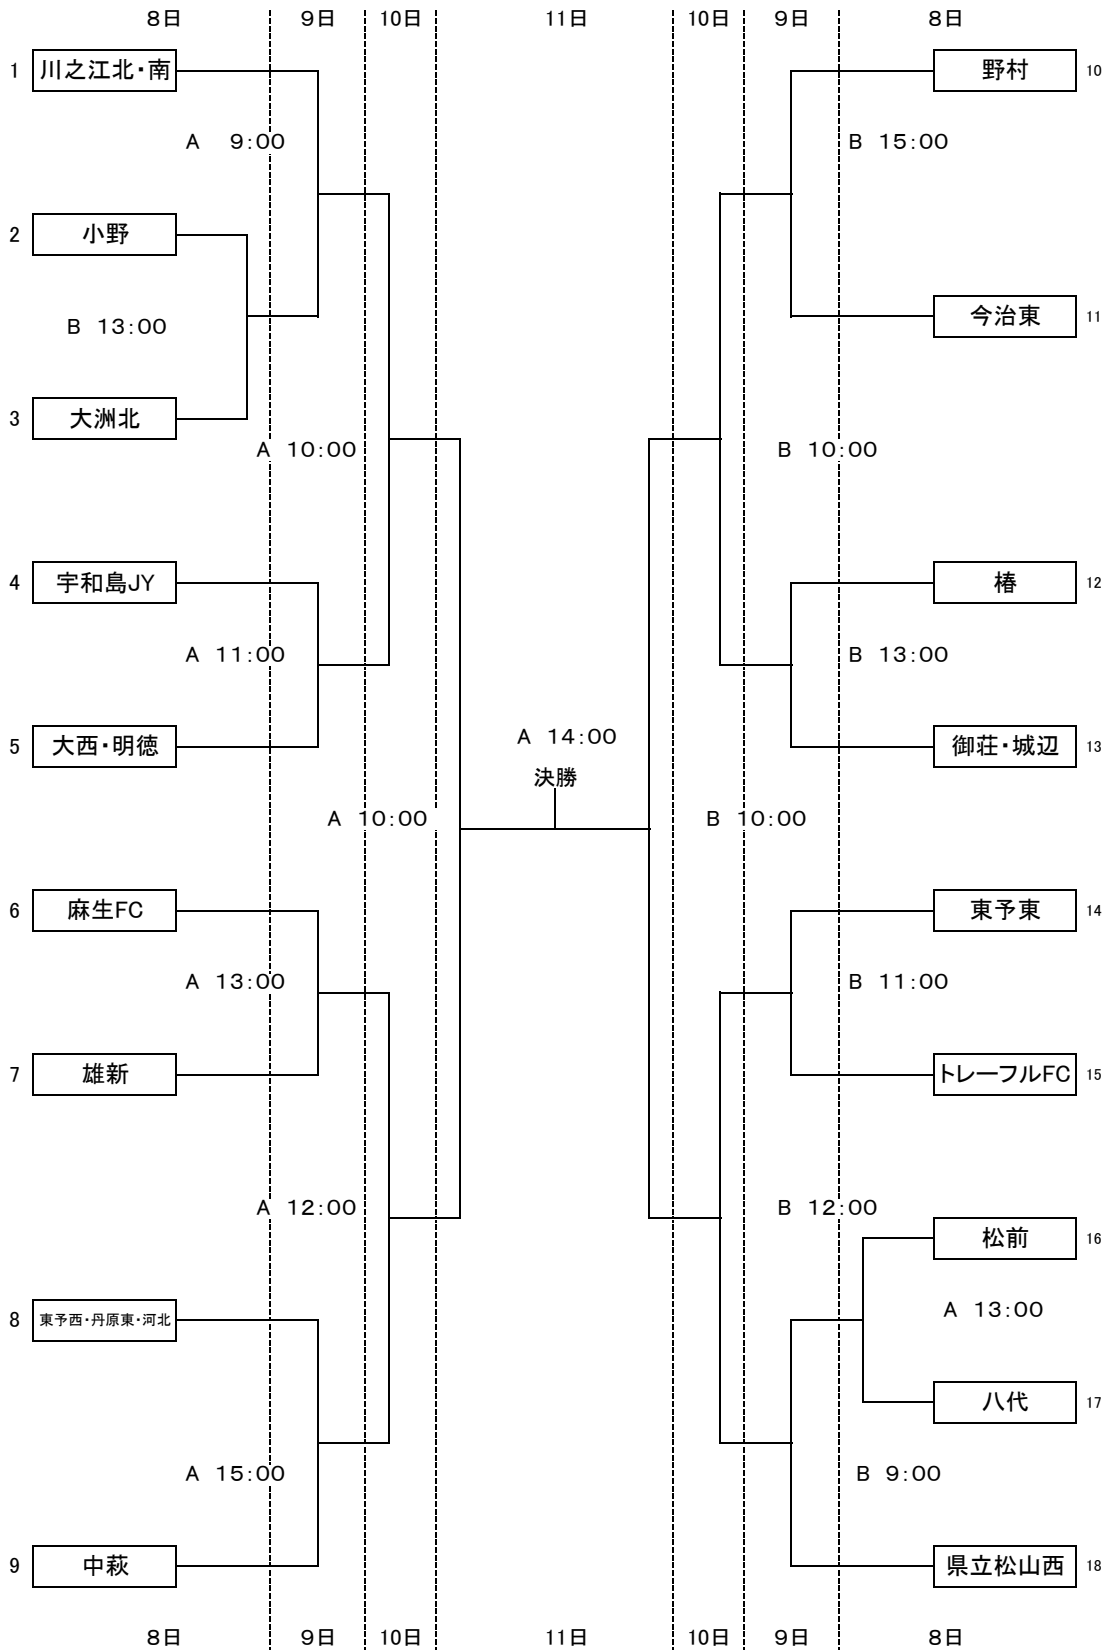 8日 9日 10日 11日 10日 9日 8日
1 川之江北・南 野村 10
A 9:00 B 15:00
2 小野
今治東 11
B 13:00
3 大洲北
A 10:00 B 10:00
4 宇和島JY 椿 12
A 11:00 B 13:00
A 14:00
5 大西・明徳 御荘・城辺 13
決勝
A 10:00 B 10:00
6 麻生FC 東予東 14
A 13:00 B 11:00
7 雄新 トレーフルFC 15
A 12:00 B 12:00
松前 16
A 13:00
8 東予西・丹原東・河北
八代 17
A 15:00 B 9:00
9 中萩 県立松山西 18
8日 9日 10日 11日 10日 9日 8日